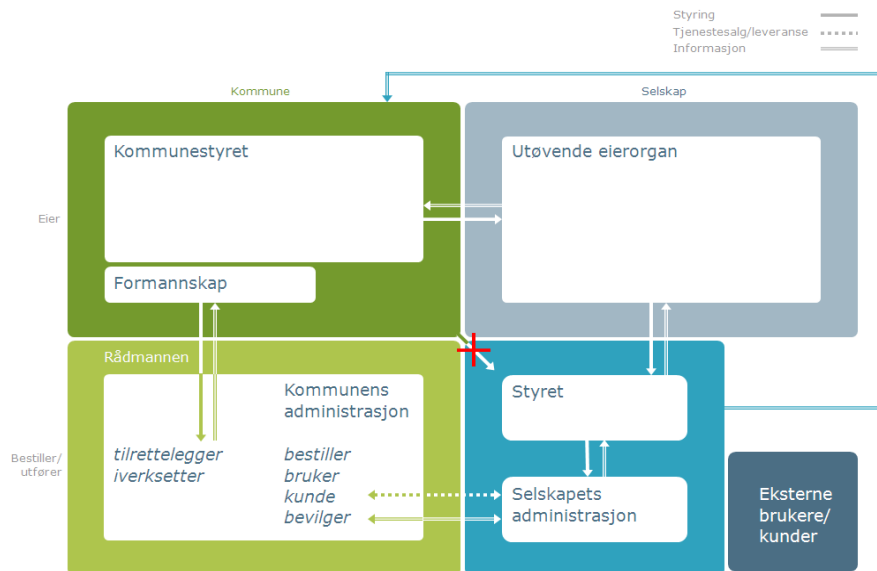 Styring
Tjenestesalg/leveranse
Informasjon
Kommune
Selskap
Eier
Kommunestyret
Utøvende eierorgan
Formannskap
Rådmannen
Kommunens
administrasjon
Bestiller/
utfører
tilrettelegger
iverksetter
bestiller
bruker
kunde
bevilger
Styret
Selskapets
administrasjon
Eksterne
brukere/
kunder